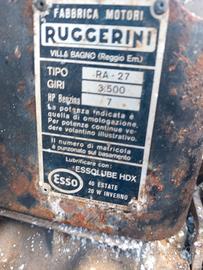 FABBRICA MOTORI
RUGGERINI
VILLA BAGNO (Reggio Em.)
TIPO RA-27
GIRI 3500
HP Benzina 7
La potenza indicata è
quella di omologazione.
Per potenze continue ve-
dere volantino illustrativo.
Il numero di matricola
è punzonato sul basamento
Lubrificare con:
ESSOLUBE HDX
Esso
40 ESTATE
20 W INVERNO